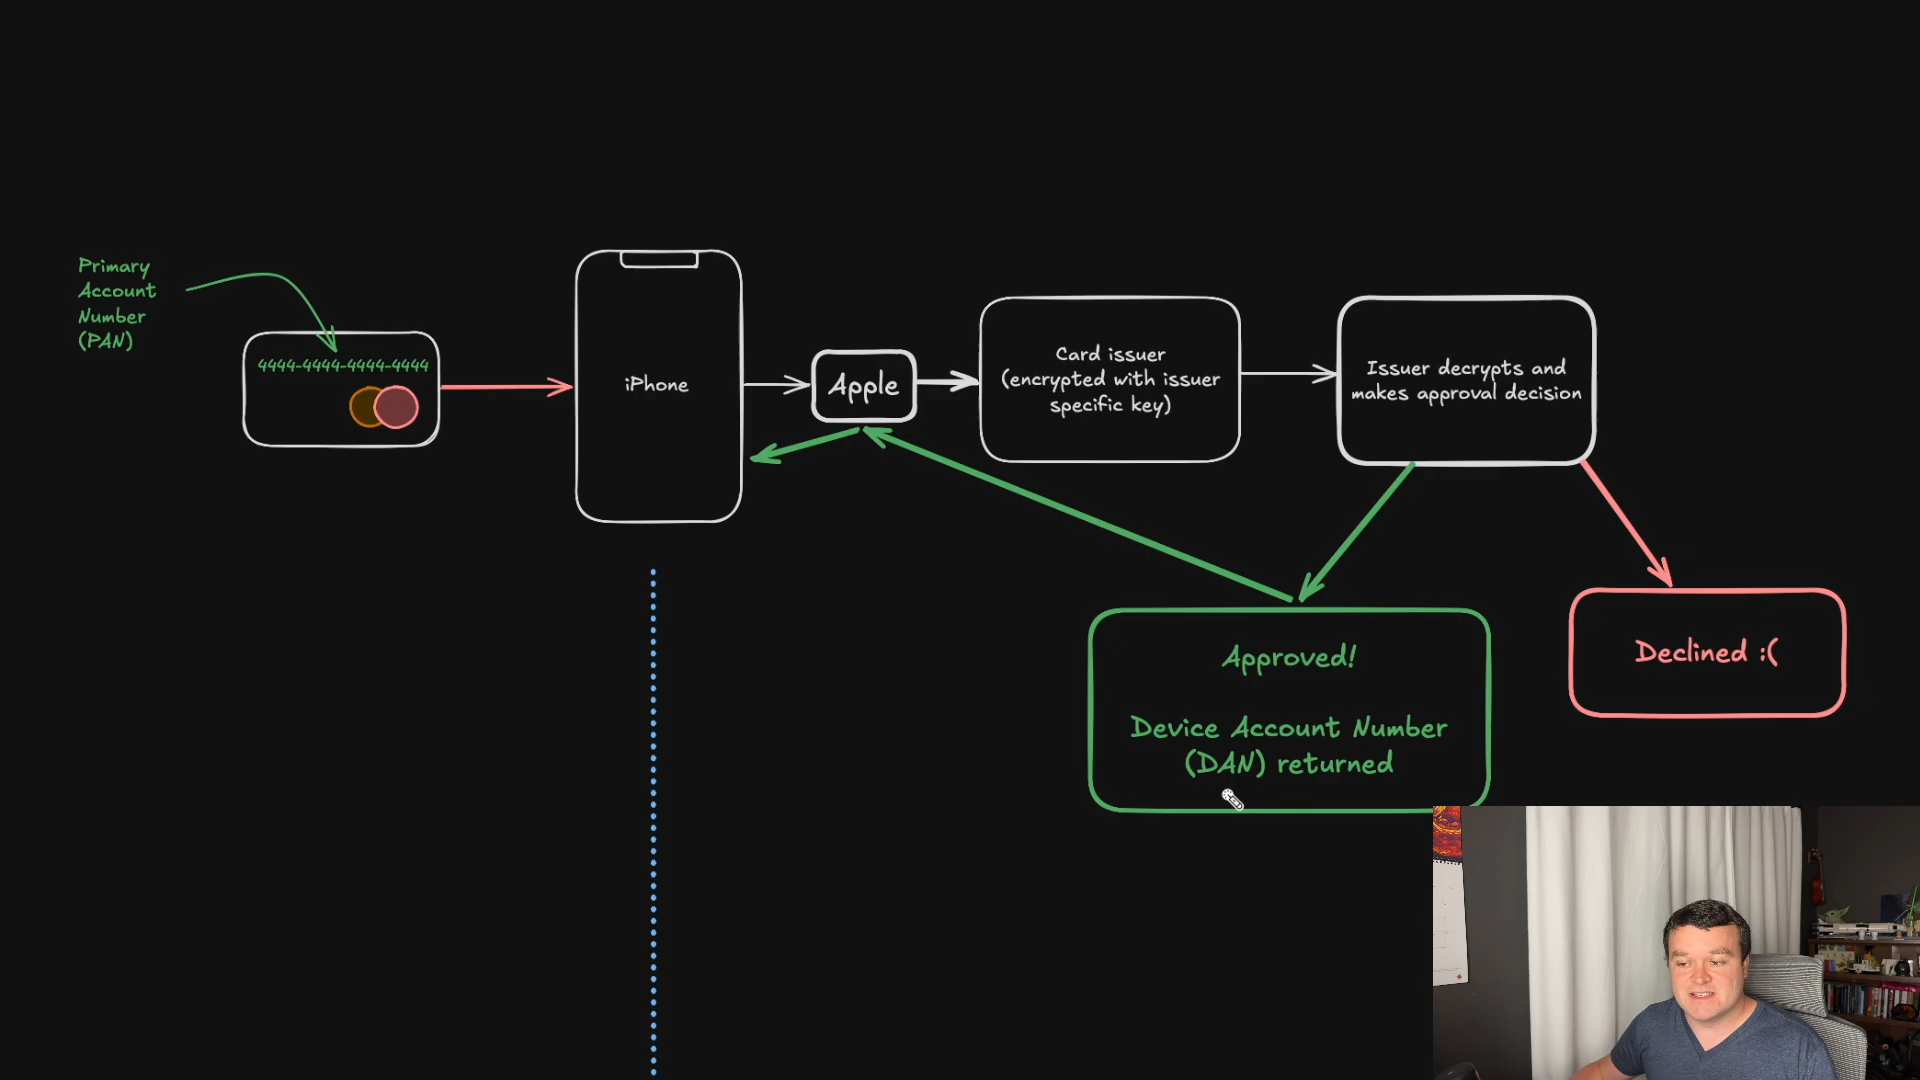 Primary
Account
Number
(PAN)
4444-4444-4444-4444
iPhone
Apple
Card issuer
(encrypted with issuer
specific key)
Issuer decrypts and
makes approval decision
Approved!
Device Account Number
(DAN) returned
Declined :(